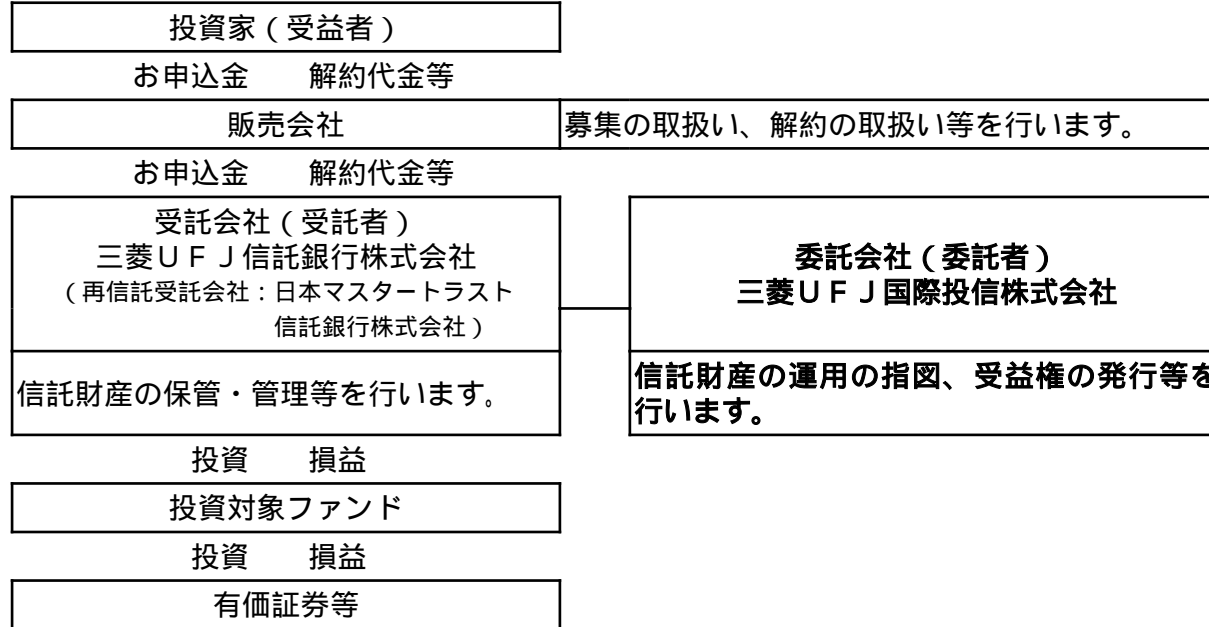 投資家（受益者）
お申込金　　解約代金等
販売会社
募集の取扱い、解約の取扱い等を行います。
お申込金　　解約代金等
受託会社（受託者）
三菱ＵＦＪ信託銀行株式会社
（再信託受託会社：日本マスタートラスト
信託銀行株式会社）
委託会社（委託者）
三菱ＵＦＪ国際投信株式会社
信託財産の保管・管理等を行います。
信託財産の運用の指図、受益権の発行等を
行います。
投資　　損益
投資対象ファンド
投資　　損益
有価証券等